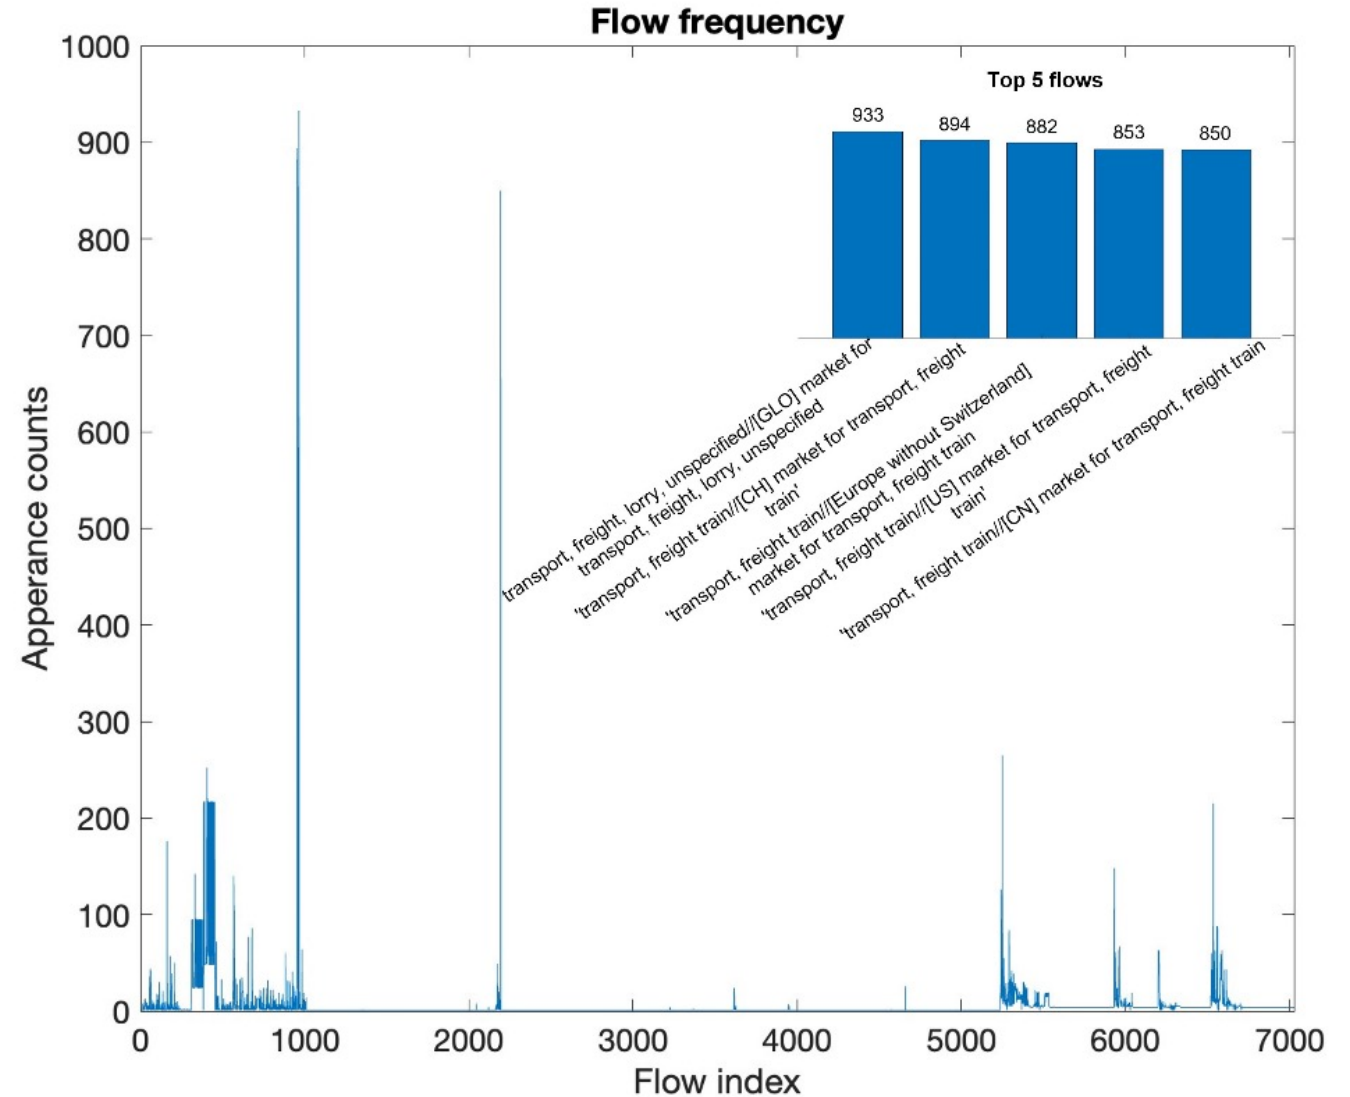 Flow frequency
1000
900
800
700
600
500
400
300
200
100
0
Apperance counts
0
1000
2000
3000
4000
5000
6000
7000
Flow index
Top 5 flows
933
894
882
853
850
transport, freight, lorry, unspecified//[GLO] market for
transport, freight, lorry, unspecified
'transport, freight train//[CH] market for transport, freight
train'
'transport, freight train//[Europe without Switzerland]
market for transport, freight train
'transport, freight train//[US] market for transport, freight
train'
'transport, freight train//[CN] market for transport, freight train